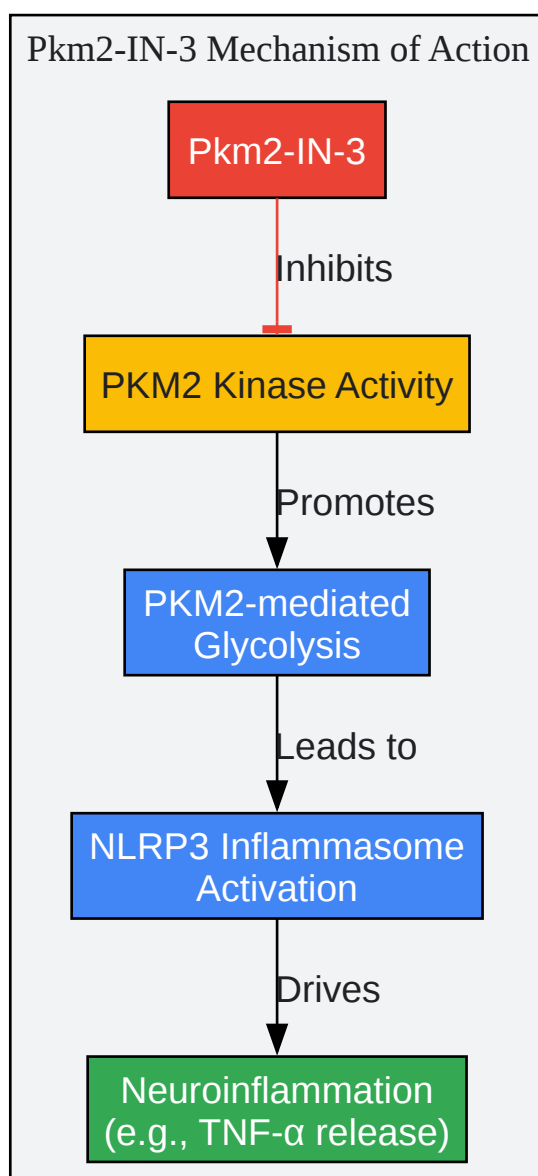 Pkm2-IN-3 Mechanism of Action
Pkm2-IN-3
Inhibits
PKM2 Kinase Activity
Promotes
PKM2-mediated
Glycolysis
Leads to
NLRP3 Inflammasome
Activation
Drives
Neuroinflammation
(e.g., TNF-α release)